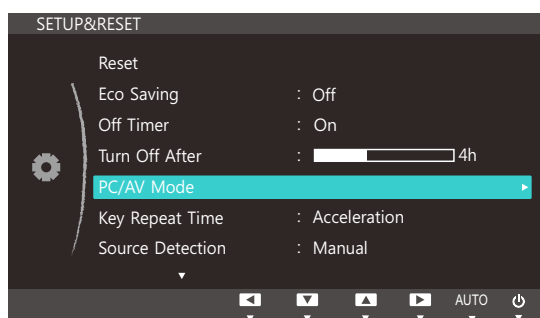 SETUP&RESET
Reset
Eco Saving : Off
Off Timer : On
Turn Off After : 4h
PC/AV Mode
Key Repeat Time : Acceleration
Source Detection : Manual
AUTO